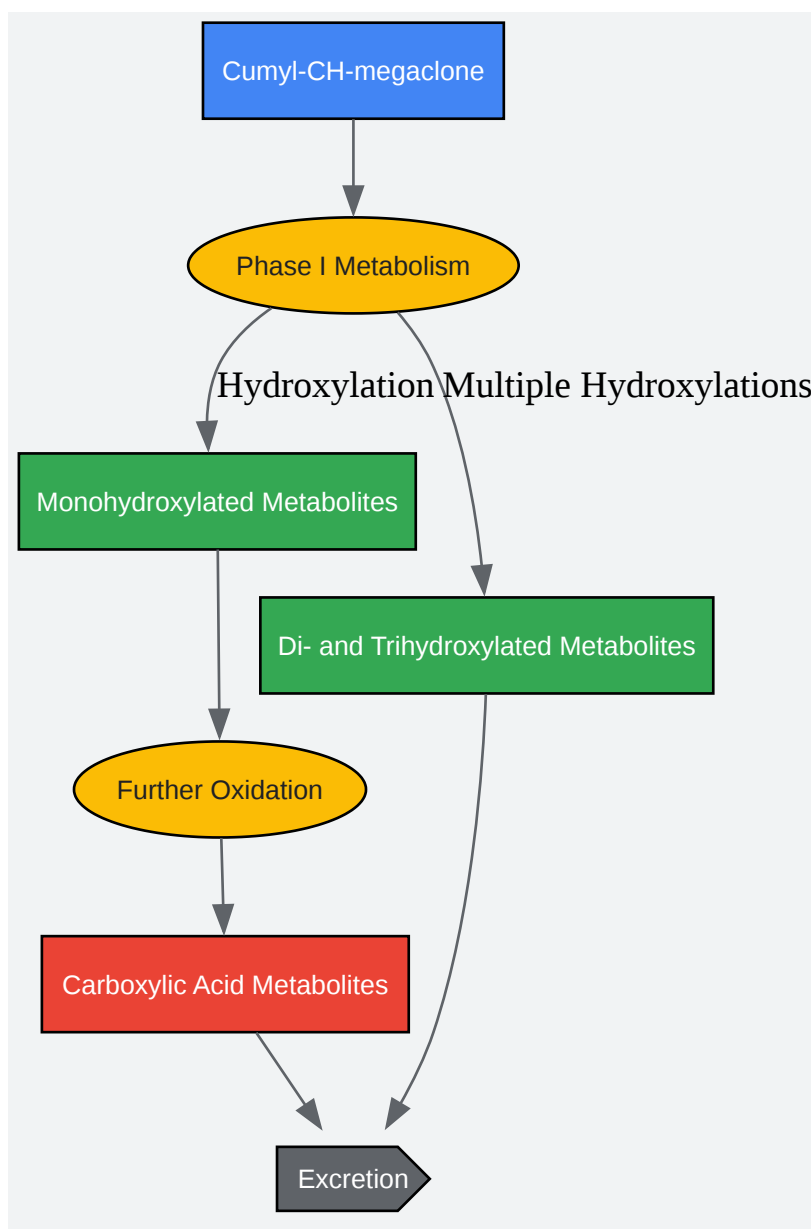 Cumyl-CH-megaclone
Phase I Metabolism
Hydroxylation
Multiple Hydroxylations
Monohydroxylated Metabolites
Di- and Trihydroxylated Metabolites
Further Oxidation
Carboxylic Acid Metabolites
Excretion